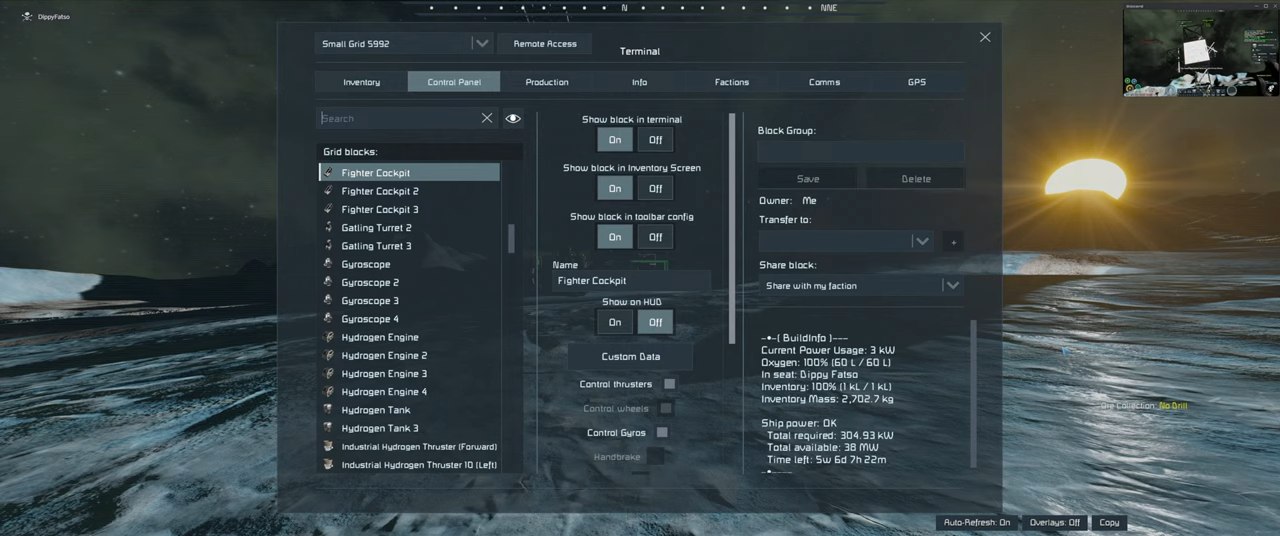 DippyFatso
N
NNE
Small Grid 5992
Remote Access
Terminal
Inventory
Control Panel
Production
Info
Factions
Comms
GPS
Search
Grid blocks:
Fighter Cockpit
Fighter Cockpit 2
Fighter Cockpit 3
Gatling Turret 2
Gatling Turret 3
Gyroscope
Gyroscope 2
Gyroscope 3
Gyroscope 4
Hydrogen Engine
Hydrogen Engine 2
Hydrogen Engine 3
Hydrogen Engine 4
Hydrogen Tank
Hydrogen Tank 3
Industrial Hydrogen Thruster (Forward)
Industrial Hydrogen Thruster 10 (Left)
Show block in terminal
On Off
Show block in Inventory Screen
On Off
Show block in toolbar config
On Off
Name
Fighter Cockpit
Show on HUD
On Off
Custom Data
Control thrusters
Control wheels
Control Gyros
Handbrake
Block Group:
Save
Delete
Owner: Me
Transfer to:
+
Share block:
Share with my faction
--•--( BuildInfo )---
Current Power Usage: 3 kW
Oxygen: 100% (60 L / 60 L)
In seat: Dippy Fatso
Inventory: 100% (1 kL / 1 kL)
Inventory Mass: 2,702.7 kg
Ship power: OK
Total required: 304.93 kW
Total available: 38 MW
Time left: 5w 6d 7h 22m
--•----
Ore Collection: No Drill
Auto-Refresh: On
Overlays: Off
Copy